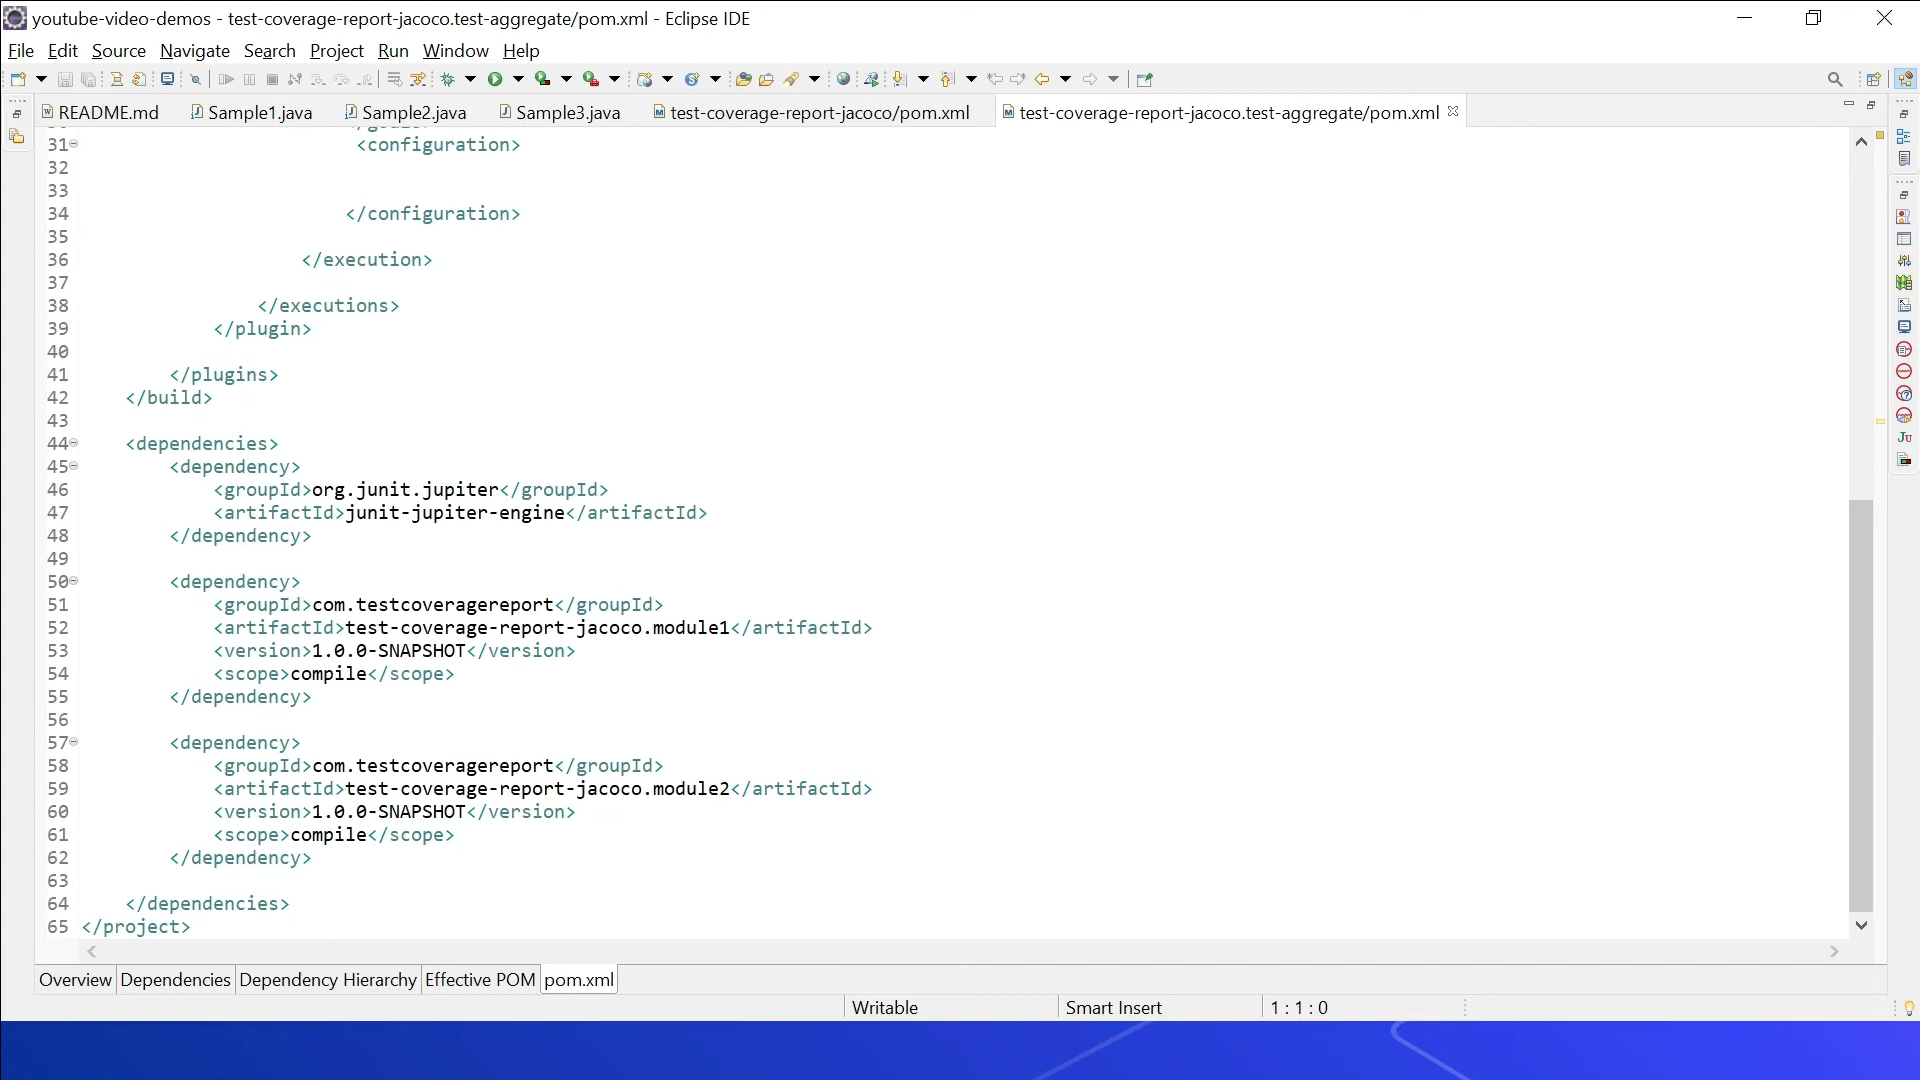 youtube-video-demos - test-coverage-report-jacoco.test-aggregate/pom.xml - Eclipse IDE
File Edit Source Navigate Search Project Run Window Help
README.md Sample1.java Sample2.java Sample3.java test-coverage-report-jacoco/pom.xml test-coverage-report-jacoco.test-aggregate/pom.xml
31 <configuration>
32
33
34 </configuration>
35
36 </execution>
37
38 </executions>
39 </plugin>
40
41 </plugins>
42 </build>
43
44 <dependencies>
45 <dependency>
46 <groupId>org.junit.jupiter</groupId>
47 <artifactId>junit-jupiter-engine</artifactId>
48 </dependency>
49
50 <dependency>
51 <groupId>com.testcoveragereport</groupId>
52 <artifactId>test-coverage-report-jacoco.module1</artifactId>
53 <version>1.0.0-SNAPSHOT</version>
54 <scope>compile</scope>
55 </dependency>
56
57 <dependency>
58 <groupId>com.testcoveragereport</groupId>
59 <artifactId>test-coverage-report-jacoco.module2</artifactId>
60 <version>1.0.0-SNAPSHOT</version>
61 <scope>compile</scope>
62 </dependency>
63
64 </dependencies>
65 </project>
Overview Dependencies Dependency Hierarchy Effective POM pom.xml
Writable Smart Insert 1 : 1 : 0